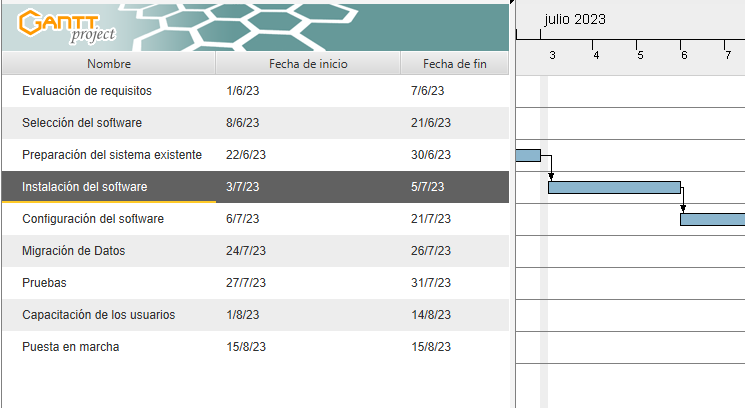 GANTT
project
julio 2023
Nombre Fecha de inicio Fecha de fin
3 4 5 6 7
Evaluación de requisitos 1/6/23 7/6/23
Selección del software 8/6/23 21/6/23
Preparación del sistema existente 22/6/23 30/6/23
Instalación del software 3/7/23 5/7/23
Configuración del software 6/7/23 21/7/23
Migración de Datos 24/7/23 26/7/23
Pruebas 27/7/23 31/7/23
Capacitación de los usuarios 1/8/23 14/8/23
Puesta en marcha 15/8/23 15/8/23